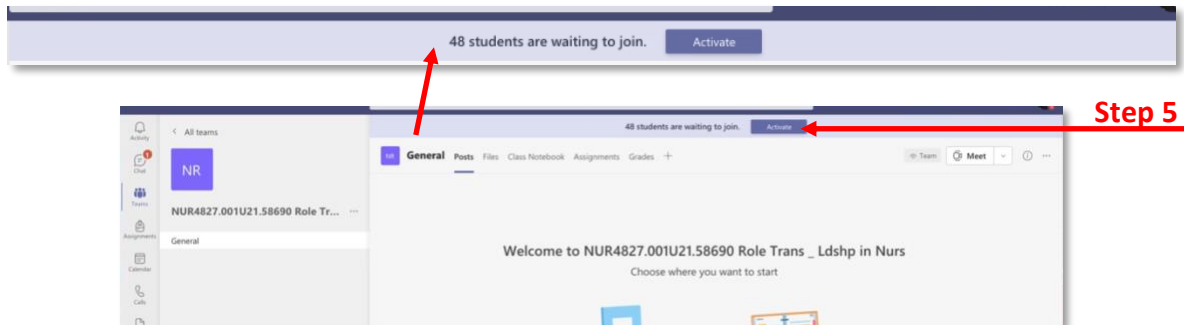 48 students are waiting to join. Activate
Step 5
48 students are waiting to join. Activate
Activity
Chat
Teams
Assignments
Calendar
Calls
< All teams
NR
NUR4827.001U21.58690 Role Tr... ...
General
NR General Posts Files Class Notebook Assignments Grades +
Team Meet ...
Welcome to NUR4827.001U21.58690 Role Trans _ Ldshp in Nurs
Choose where you want to start